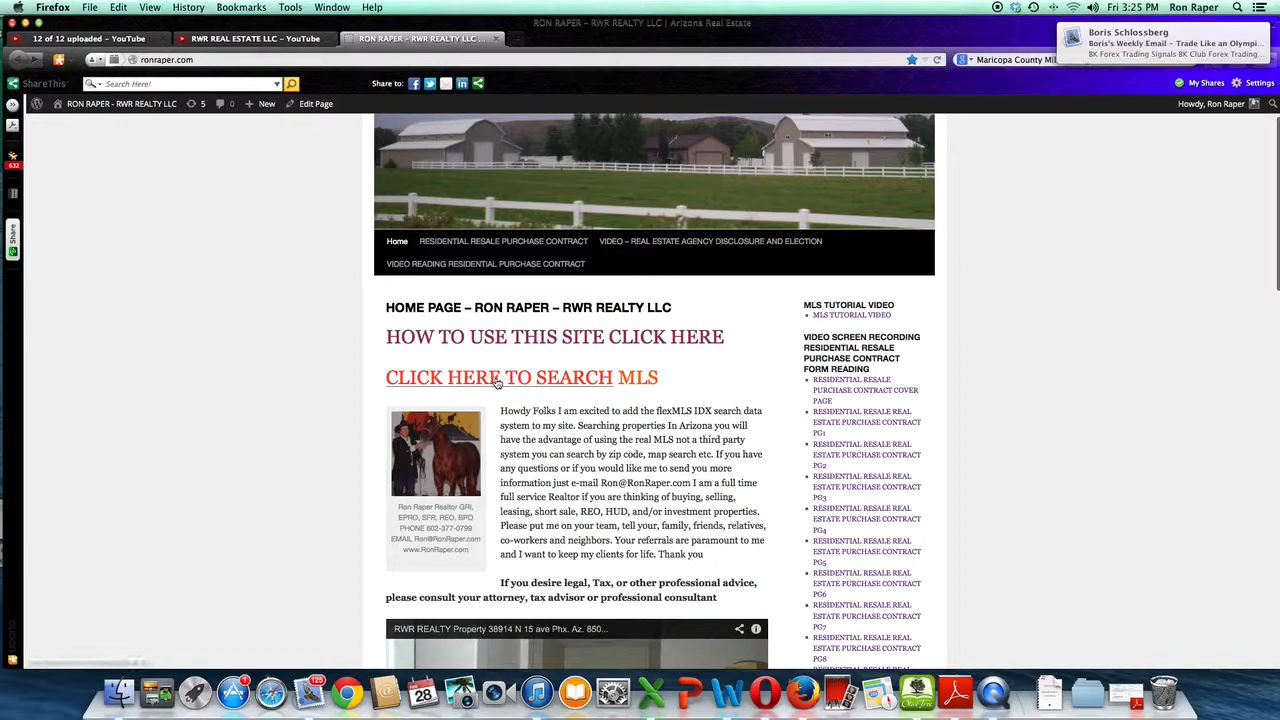 Firefox File Edit View History Bookmarks Tools Window Help Fri 3:25 PM Ron Raper
RON RAPER - RWR REALTY LLC | Arizona Real Estate
12 of 12 uploaded - YouTube
RWR REAL ESTATE LLC - YouTube
RON RAPER - RWR REALTY LLC ...
Boris Schlossberg
Boris's Weekly Email – Trade Like an Olympi...
BK Forex Trading Signals BK Club Forex Trading...
ronraper.com
Maricopa County Mi
ShareThis
Search Here!
Share to:
My Shares
Settings
RON RAPER - RWR REALTY LLC 5 0 New Edit Page
Howdy, Ron Raper
632
Share
Home RESIDENTIAL RESALE PURCHASE CONTRACT VIDEO – REAL ESTATE AGENCY DISCLOSURE AND ELECTION
VIDEO READING RESIDENTIAL PURCHASE CONTRACT
HOME PAGE – RON RAPER – RWR REALTY LLC
HOW TO USE THIS SITE CLICK HERE
CLICK HERE TO SEARCH MLS
Howdy Folks I am excited to add the flexMLS IDX search data
system to my site. Searching properties In Arizona you will
have the advantage of using the real MLS not a third party
system you can search by zip code, map search etc. If you have
any questions or if you would like me to send you more
information just e-mail Ron@RonRaper.com I am a full time
full service Realtor if you are thinking of buying, selling,
leasing, short sale, REO, HUD, and/or investment properties.
Please put me on your team, tell your, family, friends, relatives,
co-workers and neighbors. Your referrals are paramount to me
and I want to keep my clients for life. Thank you
Ron Raper Realtor GRI,
EPRO, SFR, REO, BPO
PHONE 602-377-0799
EMAIL Ron@RonRaper.com
www.RonRaper.com
If you desire legal, Tax, or other professional advice,
please consult your attorney, tax advisor or professional consultant
RWR REALTY Property 38914 N 15 ave Phx. Az. 850...
MLS TUTORIAL VIDEO
MLS TUTORIAL VIDEO
VIDEO SCREEN RECORDING
RESIDENTIAL RESALE
PURCHASE CONTRACT
FORM READING
RESIDENTIAL RESALE
PURCHASE CONTRACT COVER
PAGE
RESIDENTIAL RESALE REAL
ESTATE PURCHASE CONTRACT
PG1
RESIDENTIAL RESALE REAL
ESTATE PURCHASE CONTRACT
PG2
RESIDENTIAL RESALE REAL
ESTATE PURCHASE CONTRACT
PG3
RESIDENTIAL RESALE REAL
ESTATE PURCHASE CONTRACT
PG4
RESIDENTIAL RESALE REAL
ESTATE PURCHASE CONTRACT
PG5
RESIDENTIAL RESALE REAL
ESTATE PURCHASE CONTRACT
PG6
RESIDENTIAL RESALE REAL
ESTATE PURCHASE CONTRACT
PG7
RESIDENTIAL RESALE REAL
ESTATE PURCHASE CONTRACT
PG8
1
125
FEB
28